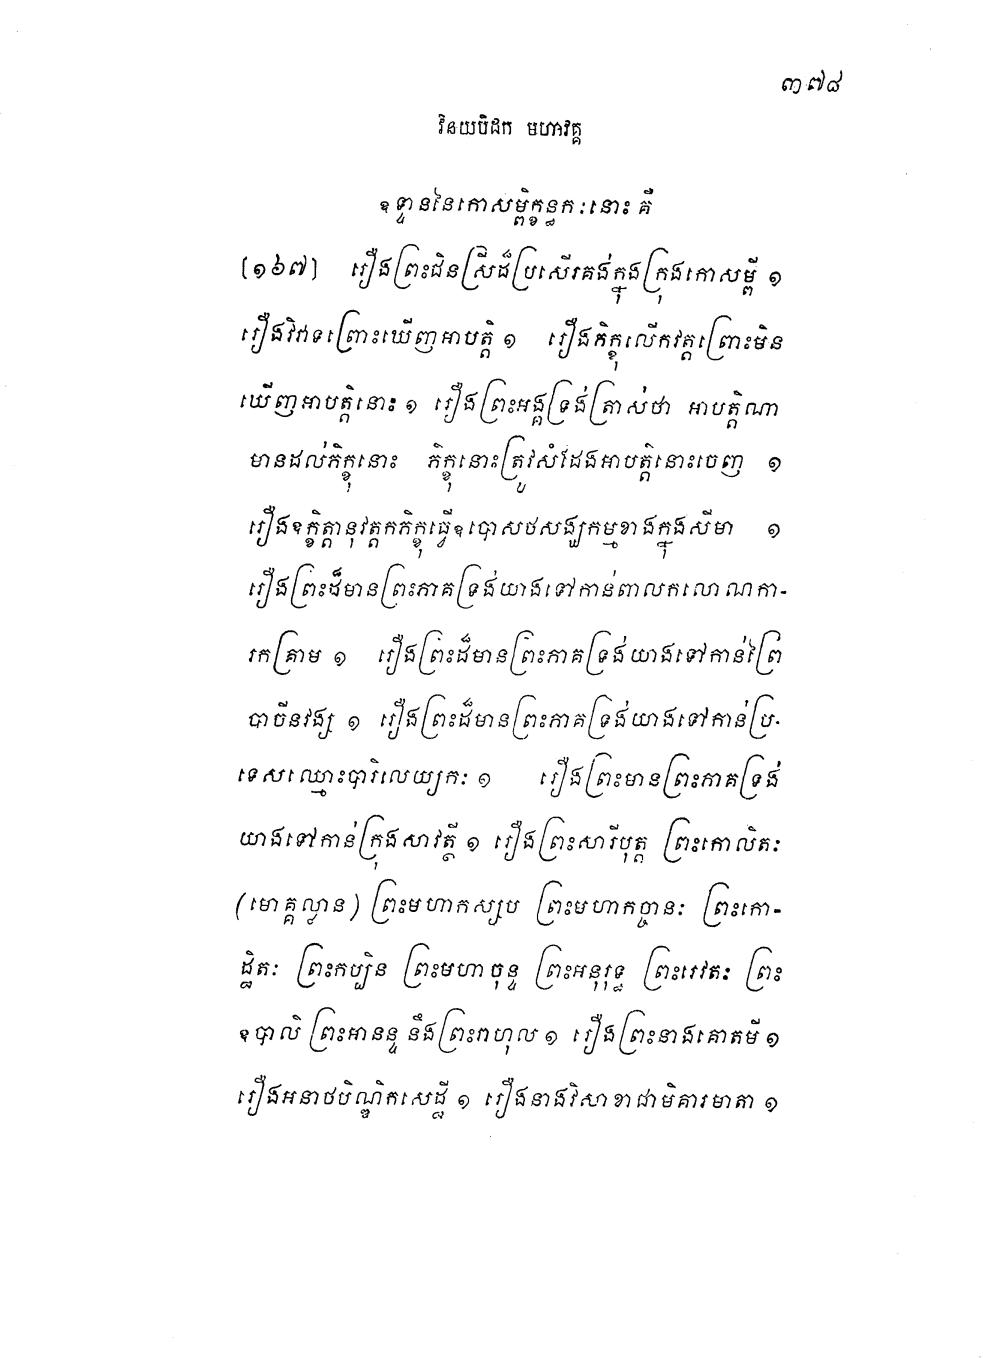 ៣៧៨
វិនយបិដក មហាវគ្គ
ឧទ្ទាននៃកោសម្ពិក្ខន្ធកៈនោះ គឺ
[១៦៧] រឿងព្រះជិនស្រីដ៏ប្រសើរគង់ក្នុងក្រុងកោសម្ពី ១
រឿងវិវាទព្រោះឃើញអាបត្តិ ១ រឿងភិក្ខុលើកវត្តព្រោះមិន
ឃើញអាបត្តិនោះ ១ រឿងព្រះអង្គទ្រង់ត្រាស់ថា អាបត្តិណា
មានដល់ភិក្ខុនោះ ភិក្ខុនោះត្រូវសំដែងអាបត្តិនោះចេញ ១
រឿងឧក្ខិត្តានុវត្តកភិក្ខុធ្វើឧបោសថសង្ឃកម្មខាងក្នុងសីមា ១
រឿងព្រះដ៏មានព្រះភាគទ្រង់យាងទៅកាន់ពាលកលោណកា-
រកគ្រាម ១ រឿងព្រះដ៏មានព្រះភាគទ្រង់យាងទៅកាន់ព្រៃ
បាចីនវង្ស ១ រឿងព្រះដ៏មានព្រះភាគទ្រង់យាងទៅកាន់ប្រ-
ទេសឈ្មោះបារិលេយ្យកៈ ១ រឿងព្រះមានព្រះភាគទ្រង់
យាងទៅកាន់ក្រុងសាវត្ថី ១ រឿងព្រះសារីបុត្ត ព្រះកោលិតៈ
(មោគ្គល្លាន) ព្រះមហាកស្សប ព្រះមហាកច្ចានៈ ព្រះកោ-
ដ្ឋិតៈ ព្រះកប្បិន ព្រះមហាចុន្ទ ព្រះអនុរុទ្ធ ព្រះរេវតៈ ព្រះ
ឧបាលិ ព្រះអានន្ទ នឹងព្រះរាហុល ១ រឿងព្រះនាងគោតមី ១
រឿងអនាថបិណ្ឌិកសេដ្ឋី ១ រឿងនាងវិសាខាជាមិគារមាតា ១